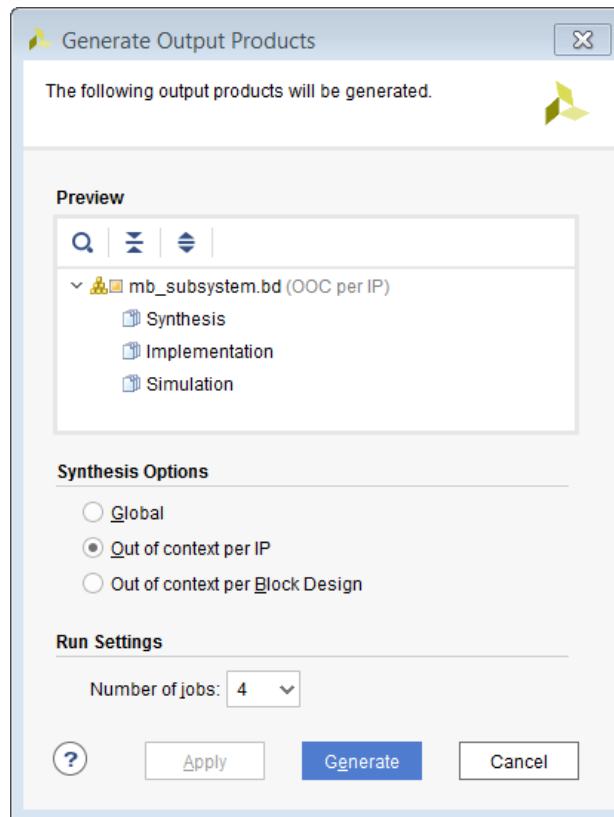 Generate Output Products
The following output products will be generated.
Preview
mb_subsystem.bd (OOC per IP)
Synthesis
Implementation
Simulation
Synthesis Options
Global
Out of context per IP
Out of context per Block Design
Run Settings
Number of jobs: 4
? Apply Generate Cancel